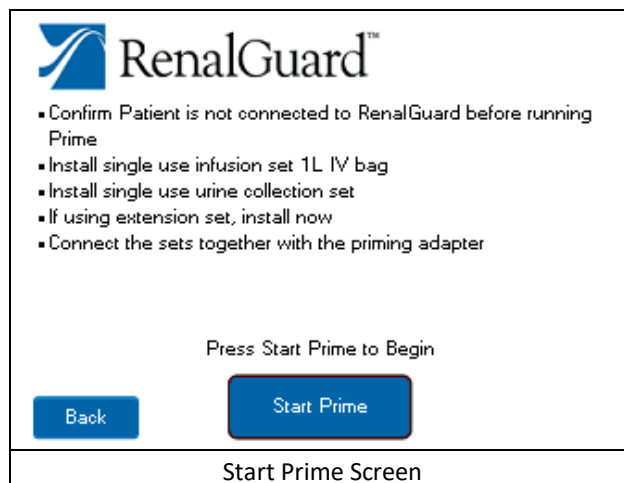 RenalGuard™
▪ Confirm Patient is not connected to RenalGuard before running
Prime
▪ Install single use infusion set 1L IV bag
▪ Install single use urine collection set
▪ If using extension set, install now
▪ Connect the sets together with the priming adapter
Press Start Prime to Begin
Back
Start Prime
Start Prime Screen